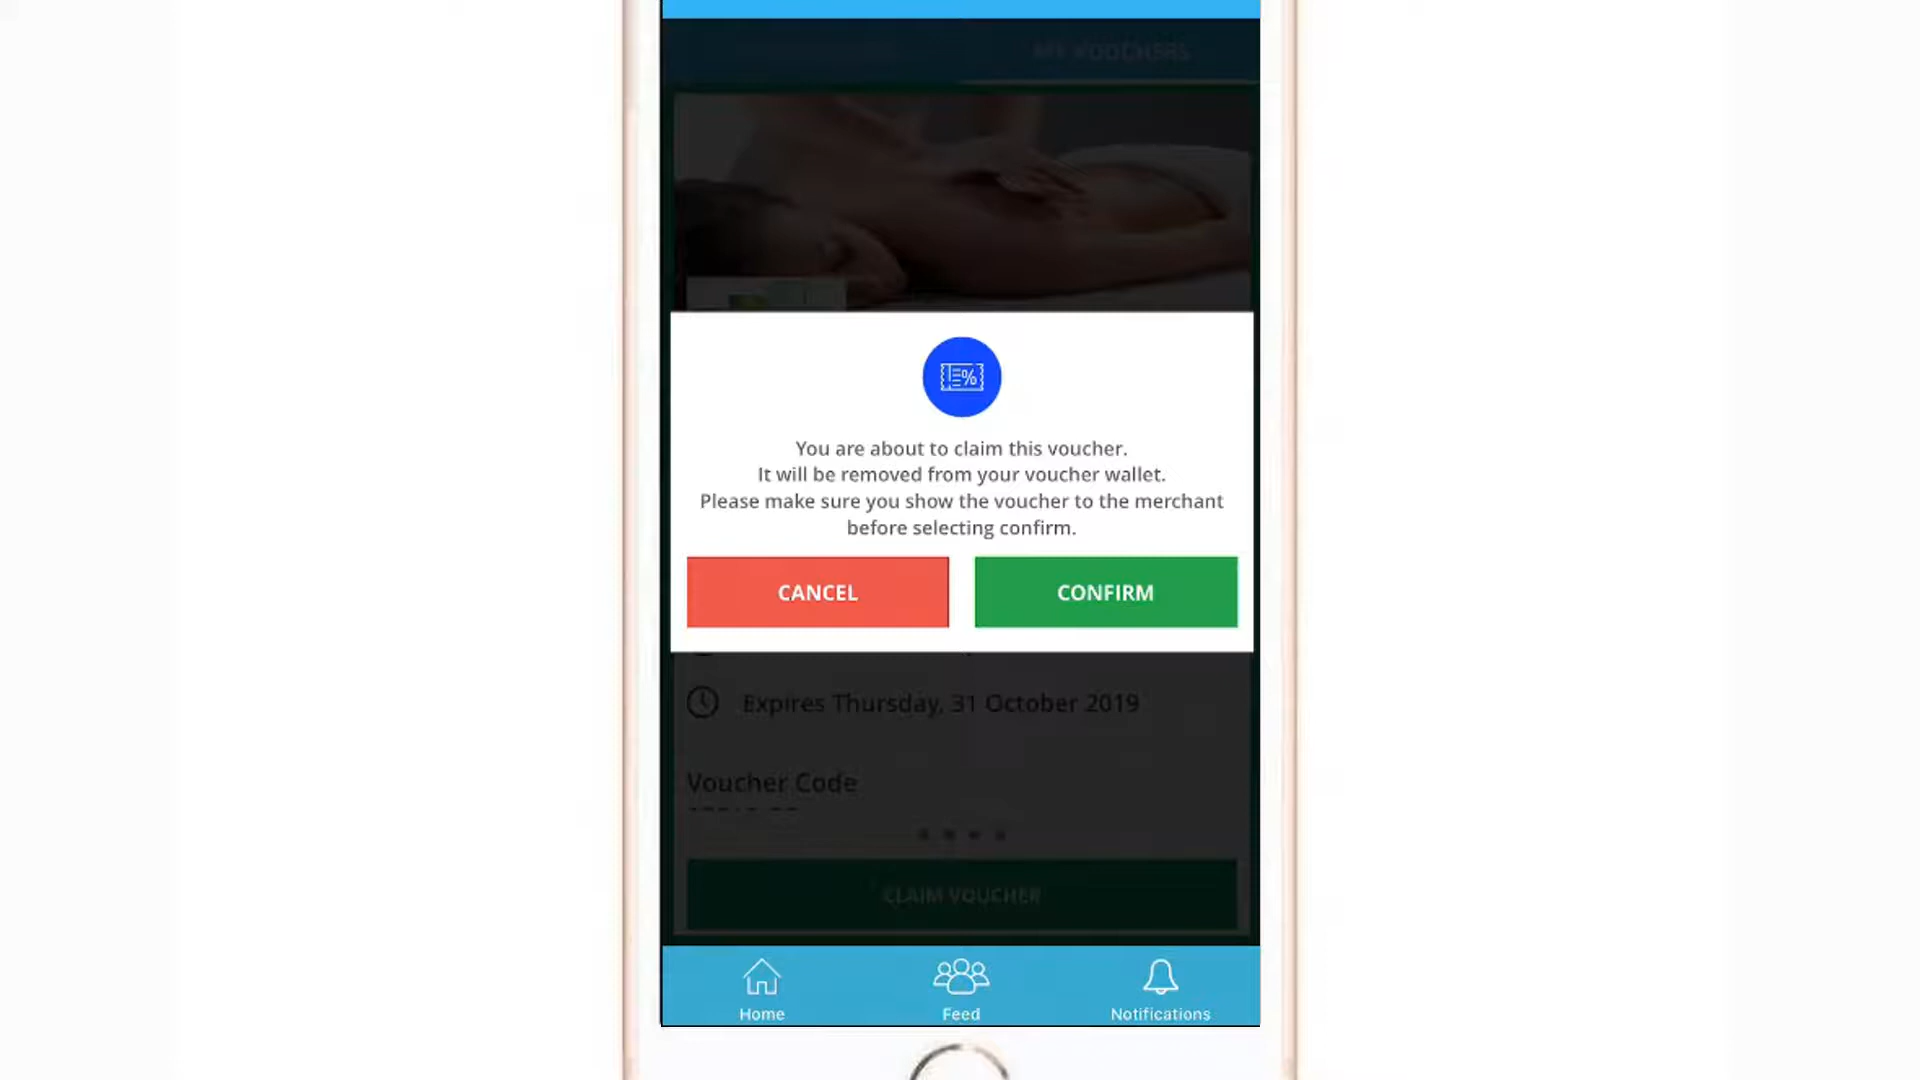 MY VOUCHERS
You are about to claim this voucher.
It will be removed from your voucher wallet.
Please make sure you show the voucher to the merchant
before selecting confirm.
CANCEL
CONFIRM
Expires Thursday, 31 October 2019
Voucher Code
CLAIM VOUCHER
Home
Feed
Notifications